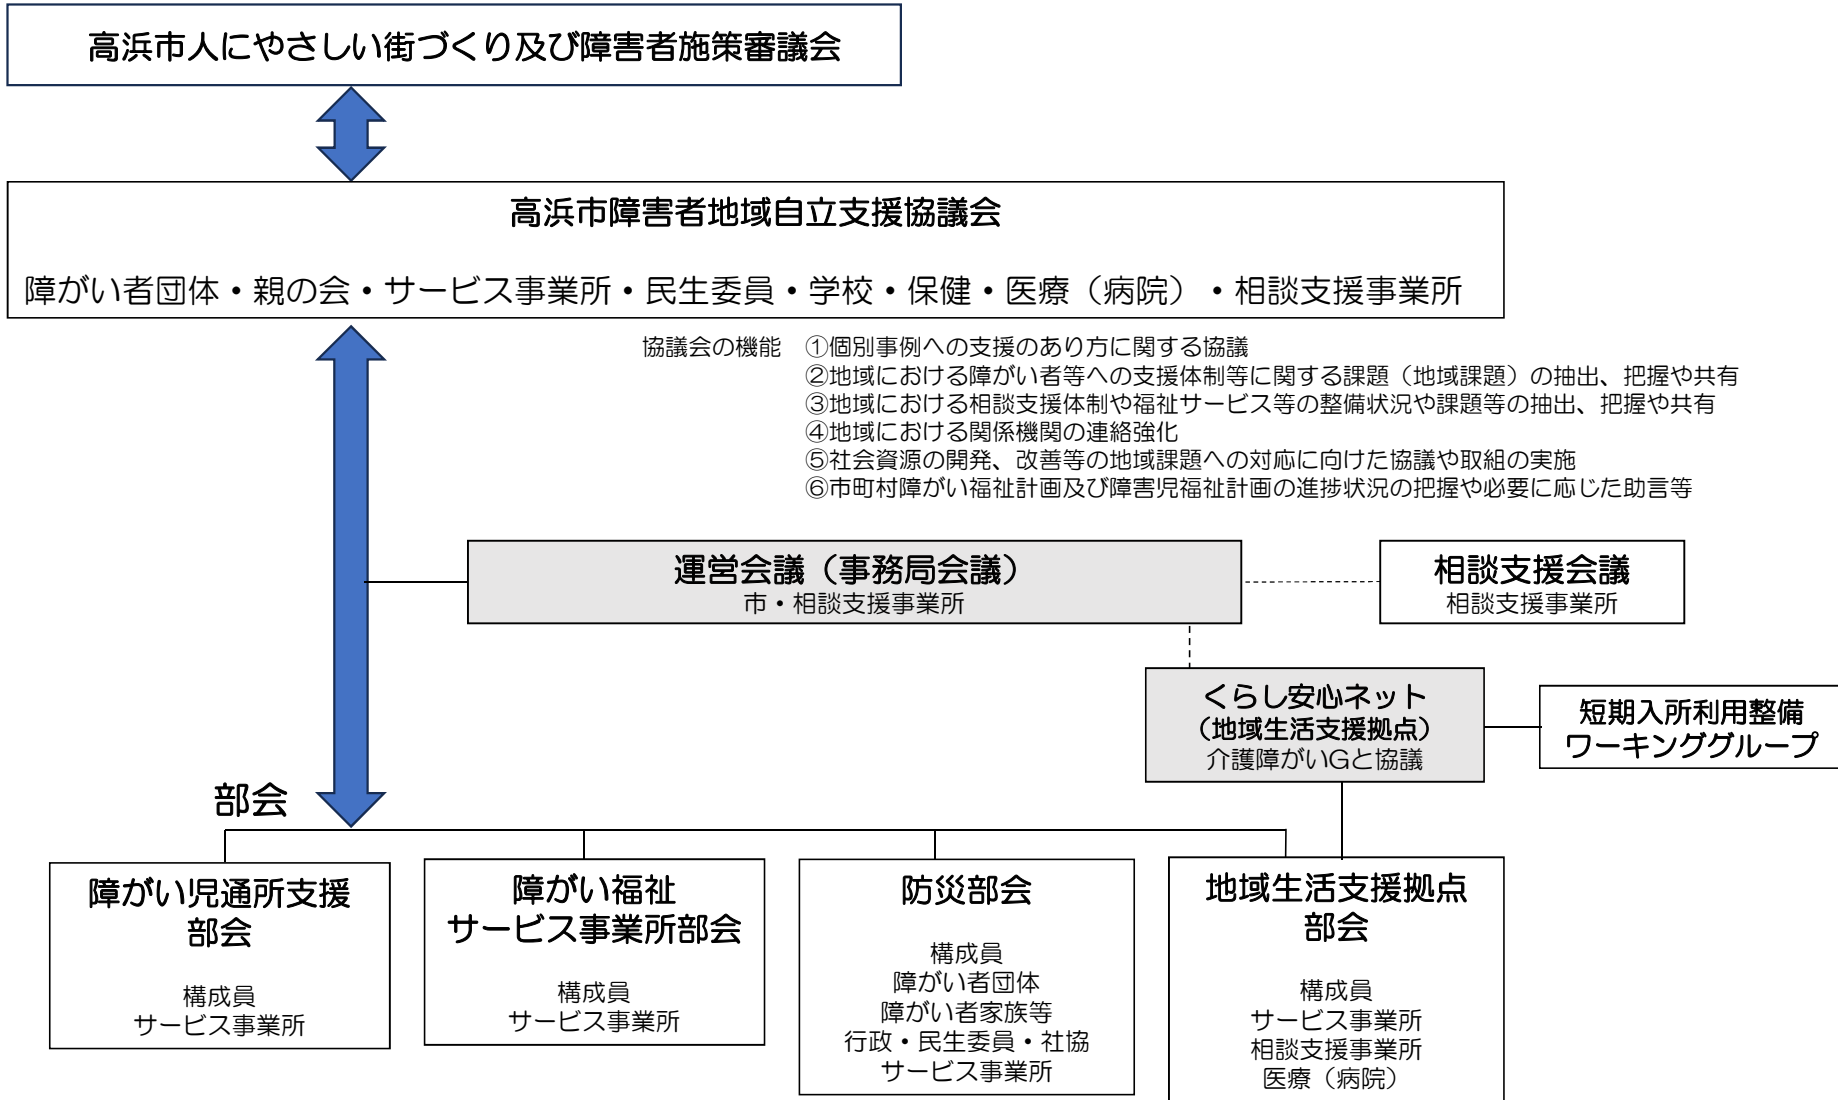 高浜市人にやさしい街づくり及び障害者施策審議会
高浜市障害者地域自立支援協議会
障がい者団体・親の会・サービス事業所・民生委員・学校・保健・医療（病院）・相談支援事業所
協議会の機能　①個別事例への支援のあり方に関する協議
②地域における障がい者等への支援体制等に関する課題（地域課題）の抽出、把握や共有
③地域における相談支援体制や福祉サービス等の整備状況や課題等の抽出、把握や共有
④地域における関係機関の連絡強化
⑤社会資源の開発、改善等の地域課題への対応に向けた協議や取組の実施
⑥市町村障がい福祉計画及び障害児福祉計画の進捗状況の把握や必要に応じた助言等
運営会議（事務局会議）
市・相談支援事業所
相談支援会議
相談支援事業所
くらし安心ネット
（地域生活支援拠点）
介護障がいGと協議
短期入所利用整備
ワーキンググループ
部会
障がい児通所支援
部会
構成員
サービス事業所
障がい福祉
サービス事業所部会
構成員
サービス事業所
防災部会
構成員
障がい者団体
障がい者家族等
行政・民生委員・社協
サービス事業所
地域生活支援拠点
部会
構成員
サービス事業所
相談支援事業所
医療（病院）